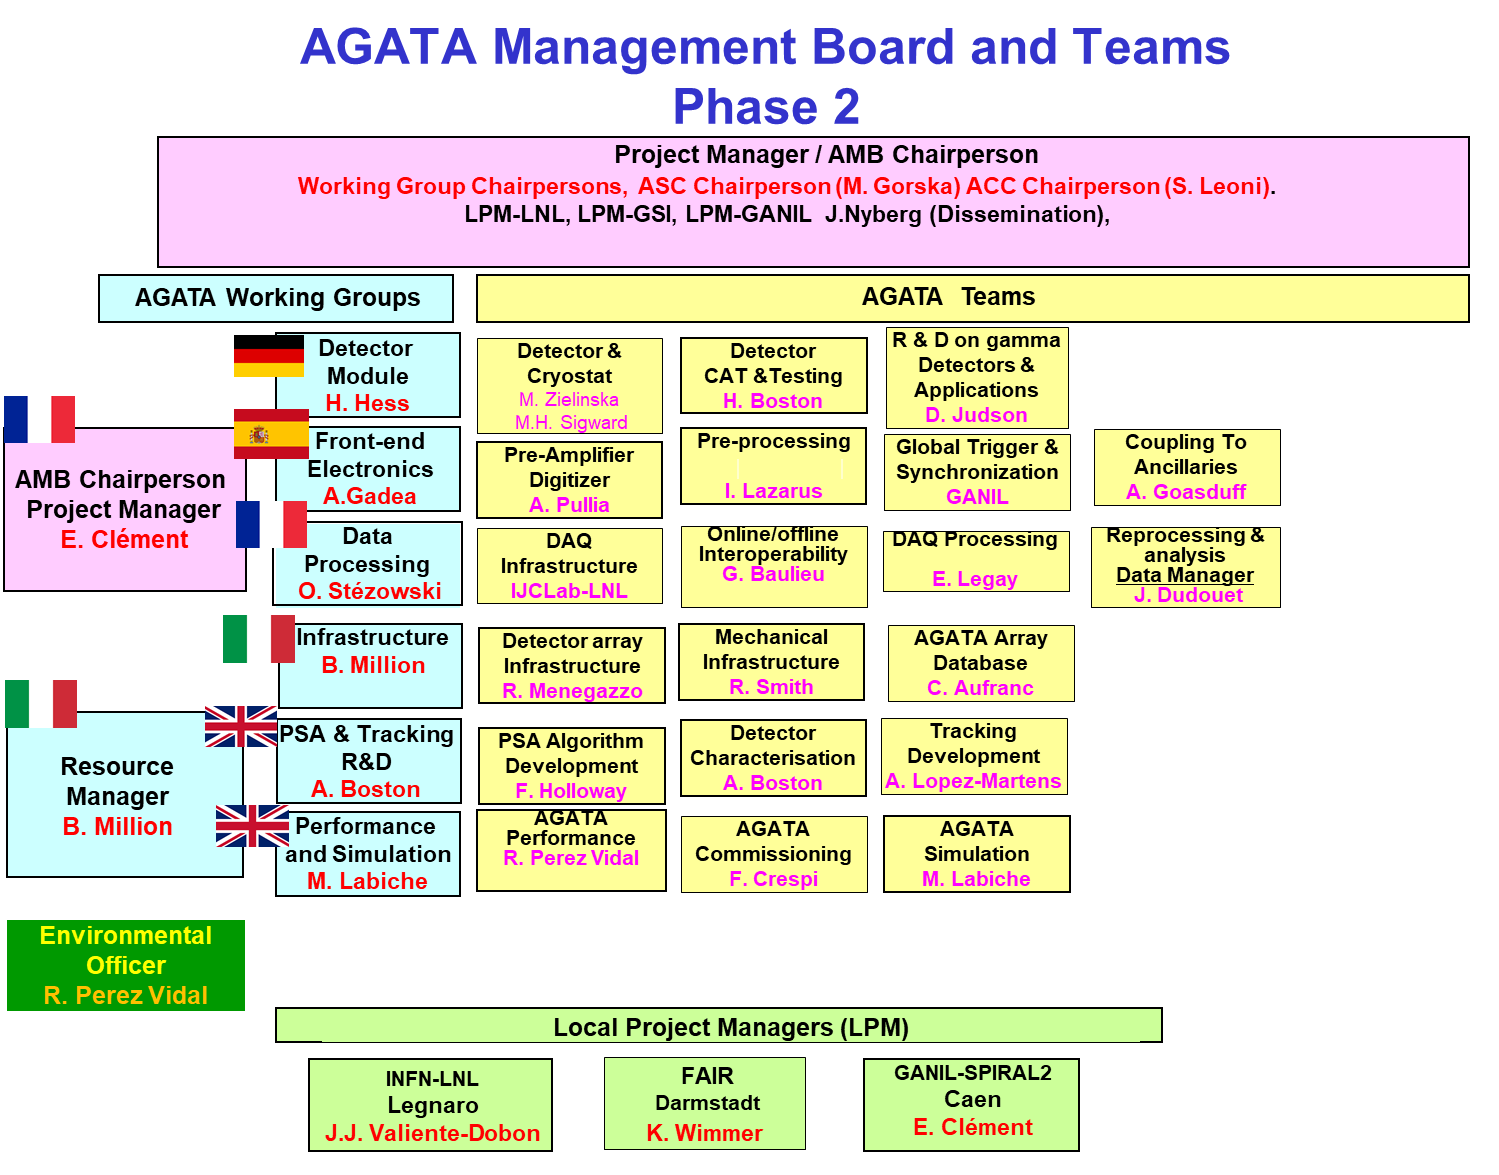 AGATA Management Board and Teams
Phase 2
Project Manager / AMB Chairperson
Working Group Chairpersons, ASC Chairperson (M. Gorska) ACC Chairperson (S. Leoni).
LPM-LNL, LPM-GSI, LPM-GANIL J.Nyberg (Dissemination),
AGATA Working Groups
AGATA Teams
Detector
Module
H. Hess
Detector &
Cryostat
M. Zielinska
M.H. Sigward
Detector
CAT &Testing
H. Boston
R & D on gamma
Detectors &
Applications
D. Judson
AMB Chairperson
Project Manager
E. Clément
Front-end
Electronics
A.Gadea
Pre-Amplifier
Digitizer
A. Pullia
Pre-processing
I. Lazarus
Global Trigger &
Synchronization
GANIL
Coupling To
Ancillaries
A. Goasduff
Data
Processing
O. Stézowski
DAQ
Infrastructure
IJCLab-LNL
Online/offline
Interoperability
G. Baulieu
DAQ Processing
E. Legay
Reprocessing &
analysis
Data Manager
J. Dudouet
Infrastructure
B. Million
Detector array
Infrastructure
R. Menegazzo
Mechanical
Infrastructure
R. Smith
AGATA Array
Database
C. Aufranc
Resource
Manager
B. Million
PSA & Tracking
R&D
A. Boston
PSA Algorithm
Development
F. Holloway
Detector
Characterisation
A. Boston
Tracking
Development
A. Lopez-Martens
Performance
and Simulation
M. Labiche
AGATA
Performance
R. Perez Vidal
AGATA
Commissioning
F. Crespi
AGATA
Simulation
M. Labiche
Environmental
Officer
R. Perez Vidal
Local Project Managers (LPM)
INFN-LNL
Legnaro
J.J. Valiente-Dobon
FAIR
Darmstadt
K. Wimmer
GANIL-SPIRAL2
Caen
E. Clément